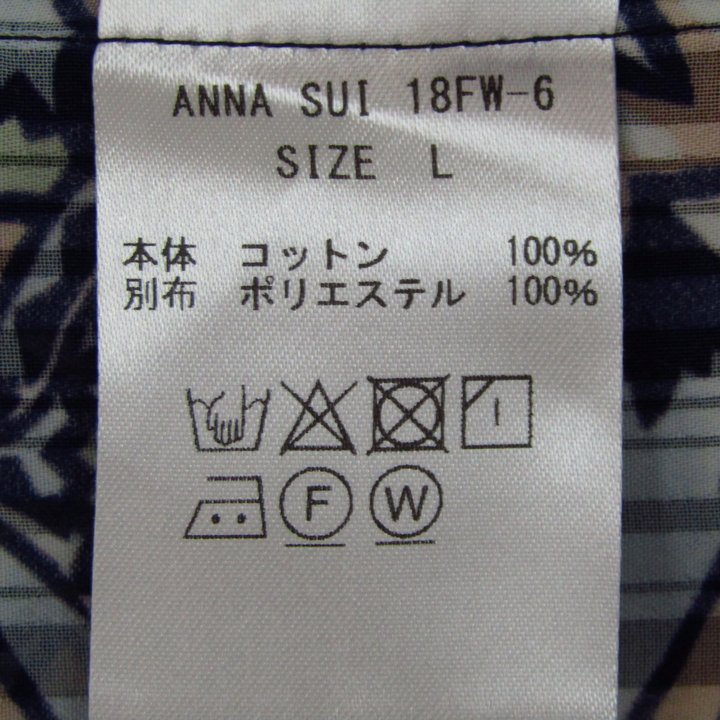 ANNA SUI 18FW-6
SIZE L
本体 コットン 100%
別布 ポリエステル 100%
F W